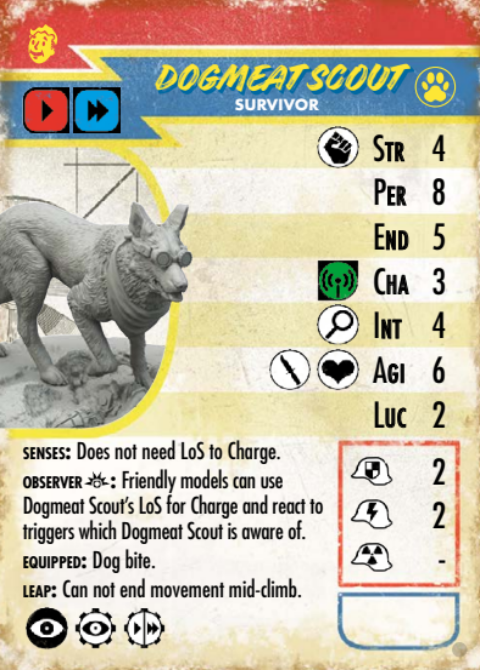 DOGMEAT SCOUT
SURVIVOR
STR 4
PER 8
END 5
CHA 3
INT 4
AGI 6
LUC 2
SENSES: Does not need LoS to Charge.
OBSERVER : Friendly models can use
Dogmeat Scout's LoS for Charge and react to
triggers which Dogmeat Scout is aware of.
EQUIPPED: Dog bite.
LEAP: Can not end movement mid-climb.
2
2
-